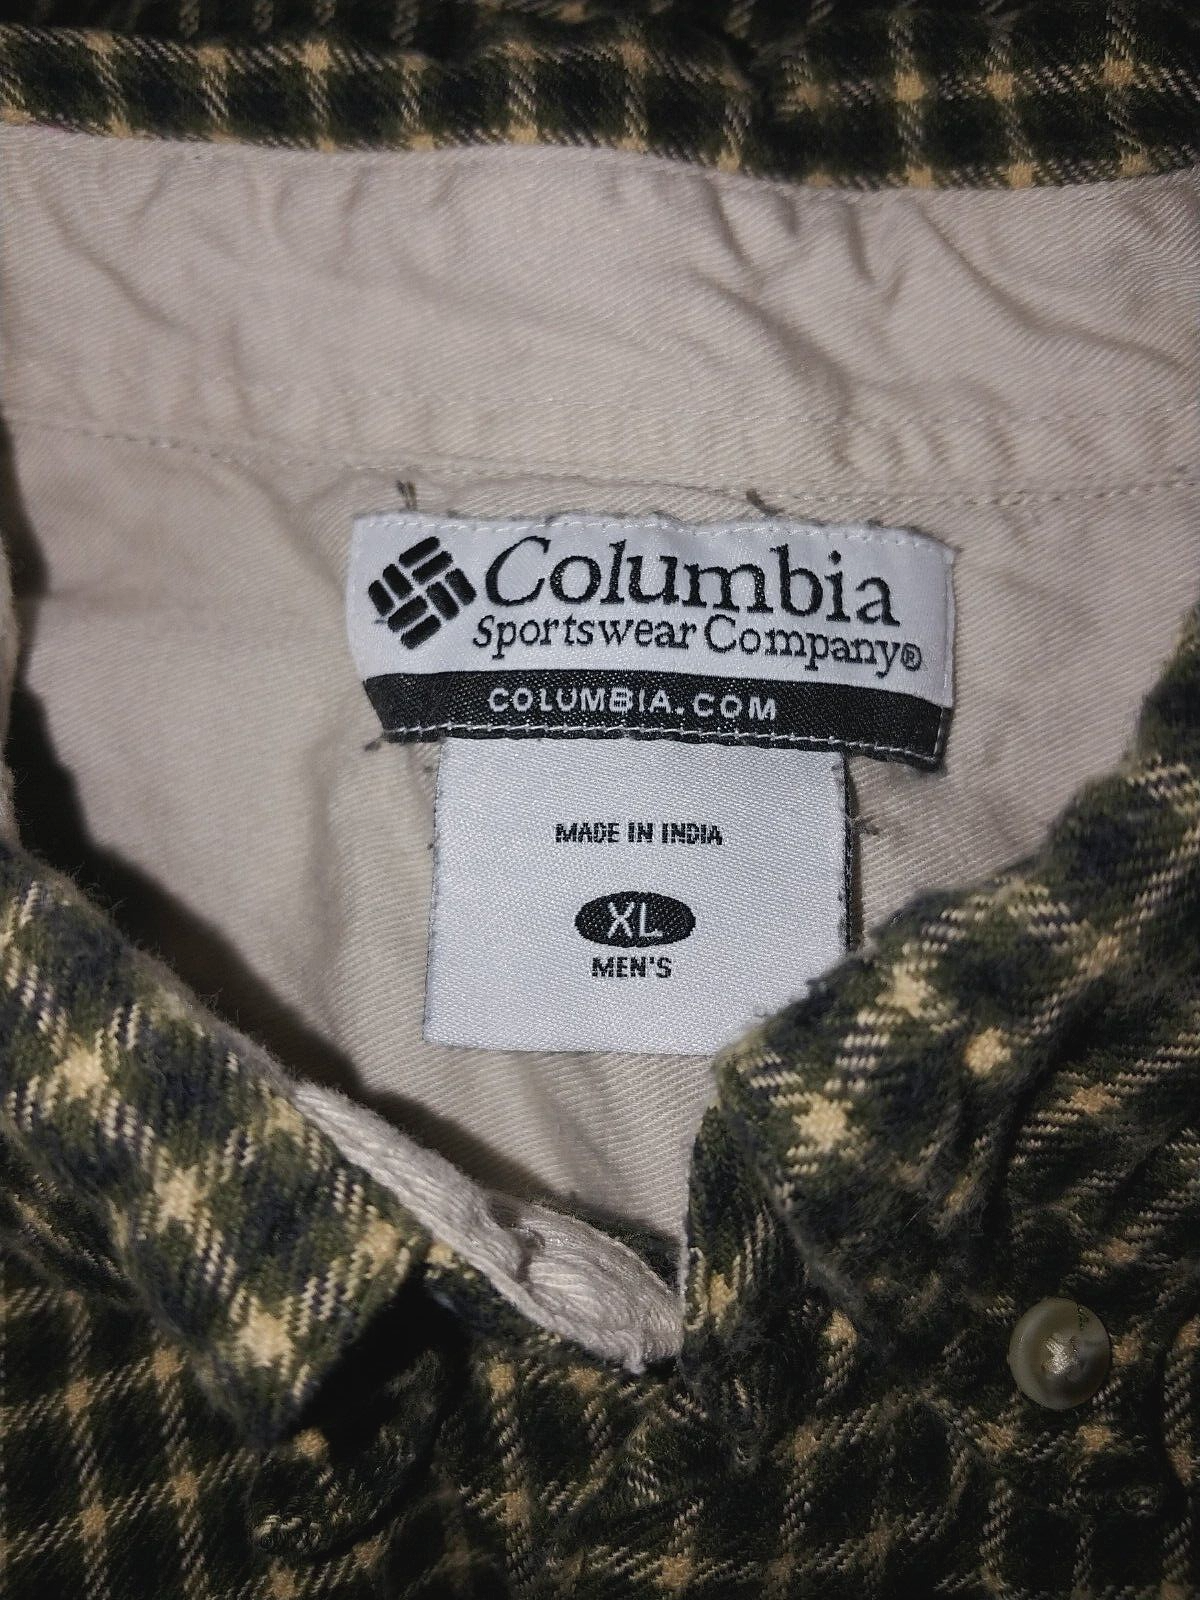 Columbia
Sportswear Company®
COLUMBIA.COM
MADE IN INDIA
XL
MEN'S